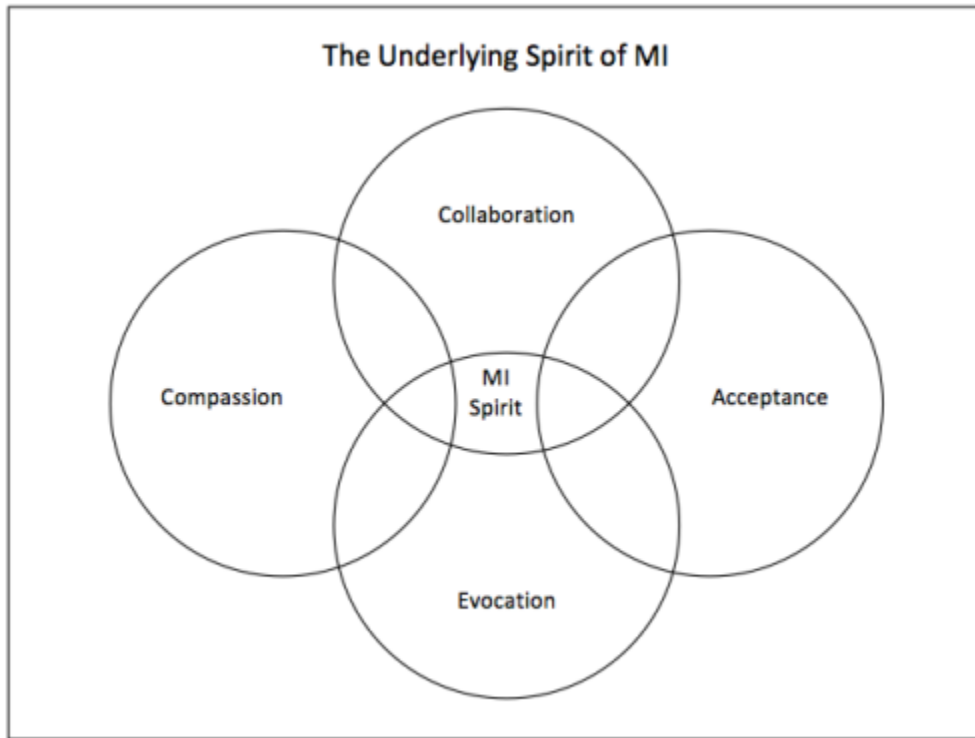 The Underlying Spirit of MI
Collaboration
Compassion
MI
Spirit
Acceptance
Evocation